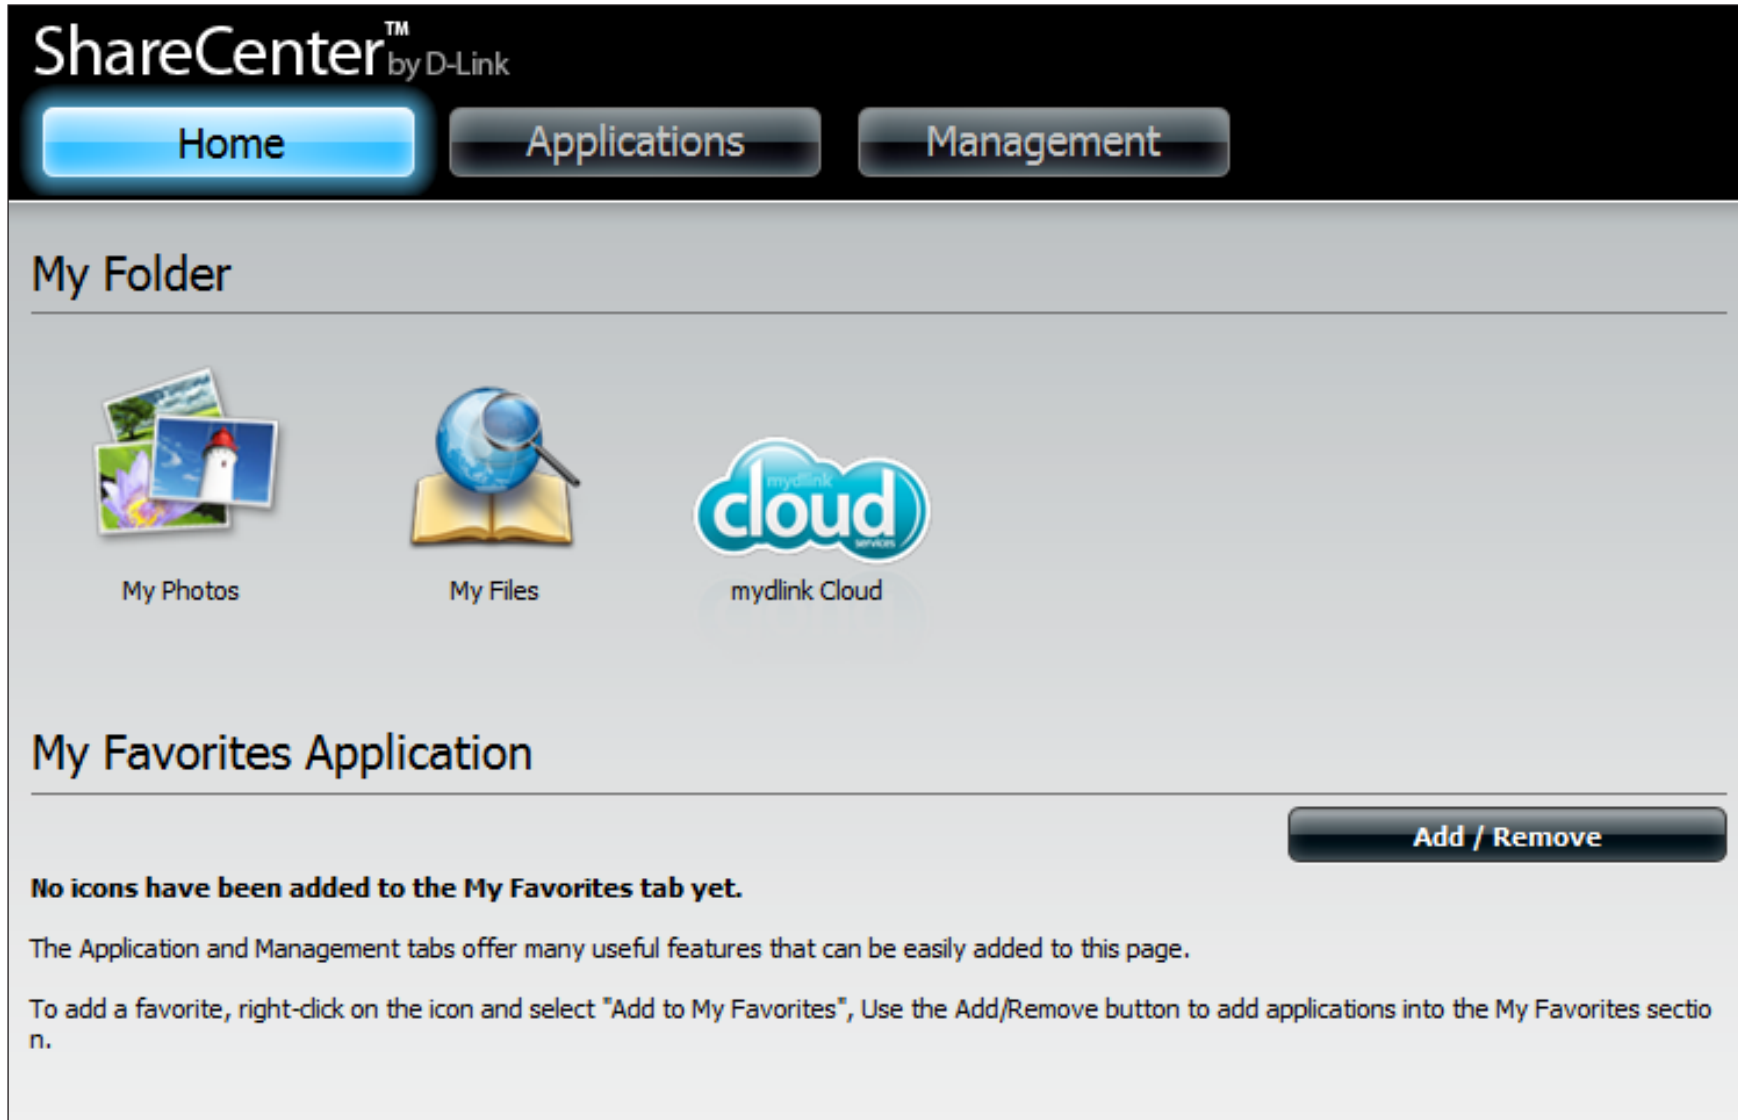 ShareCenter™ by D-Link
Home Applications Management
My Folder
mydlink
cloud
services
My Photos My Files mydlink Cloud
My Favorites Application
Add / Remove
No icons have been added to the My Favorites tab yet.
The Application and Management tabs offer many useful features that can be easily added to this page.
To add a favorite, right-click on the icon and select "Add to My Favorites", Use the Add/Remove button to add applications into the My Favorites sectio
n.